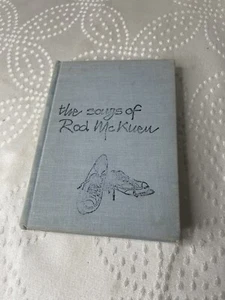 the songs of
Rod McKuen